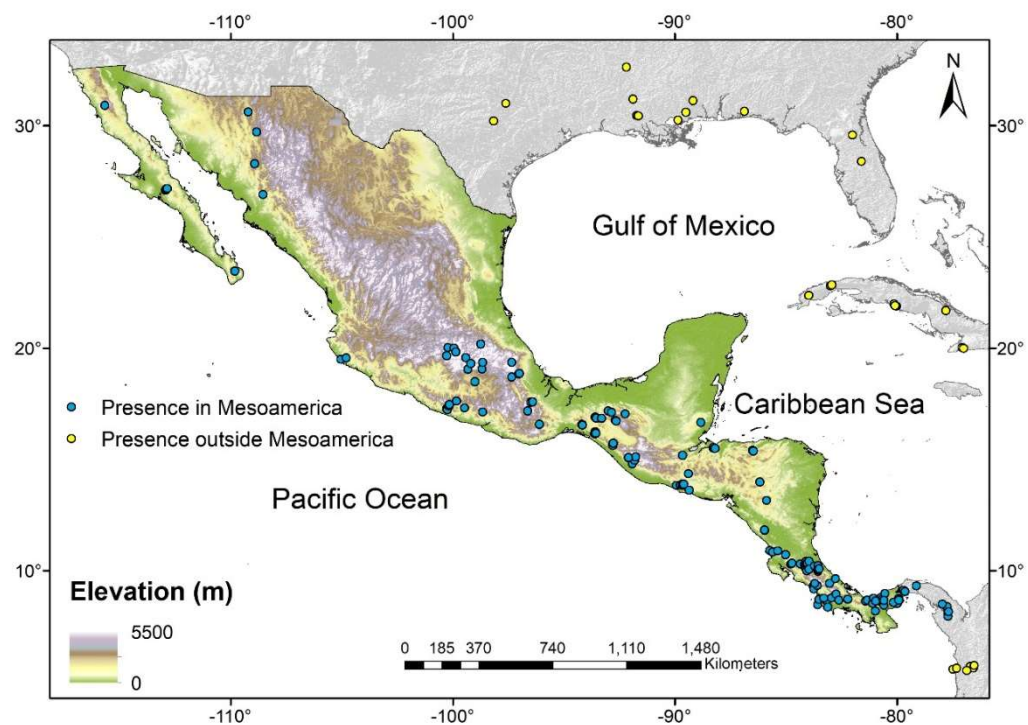 -110° -100° -90° -80°
N
30° 30°
Gulf of Mexico
20° 20°
Presence in Mesoamerica
Caribbean Sea
Presence outside Mesoamerica
Pacific Ocean
10° 10°
Elevation (m)
5500
0
0 185 370 740 1,110 1,480
Kilometers
-110° -100° -90° -80°